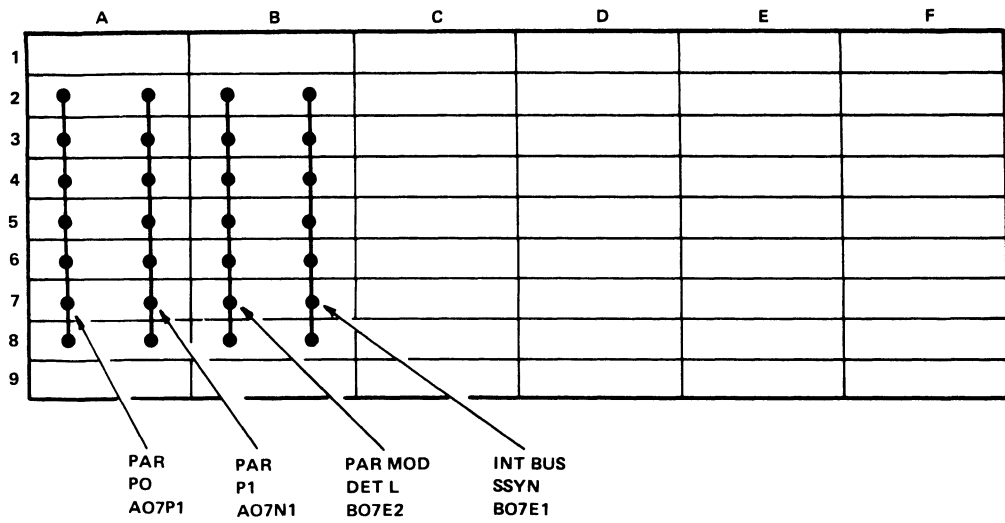 A B C D E F
1
2
3
4
5
6
7
8
9
PAR PAR PAR MOD INT BUS
PO P1 DET L SSYN
AO7P1 AO7N1 BO7E2 BO7E1